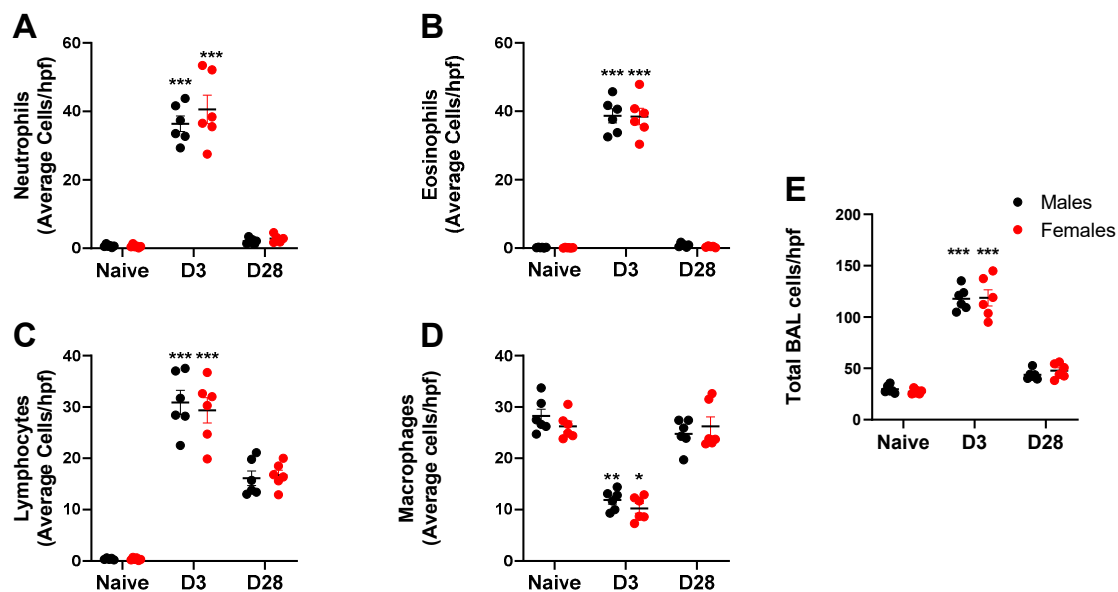 A
Neutrophils
(Average Cells/hpf)
60
40
20
0
***
***
Naive D3 D28
B
Eosinophils
(Average Cells/hpf)
60
40
20
0
*** ***
Naive D3 D28
C
Lymphocytes
(Average Cells/hpf)
40
30
20
10
0
*** ***
Naive D3 D28
D
Macrophages
(Average cells/hpf)
40
30
20
10
0
** *
Naive D3 D28
E
Males
Females
Total BAL cells/hpf
200
150
100
50
0
*** ***
Naive D3 D28